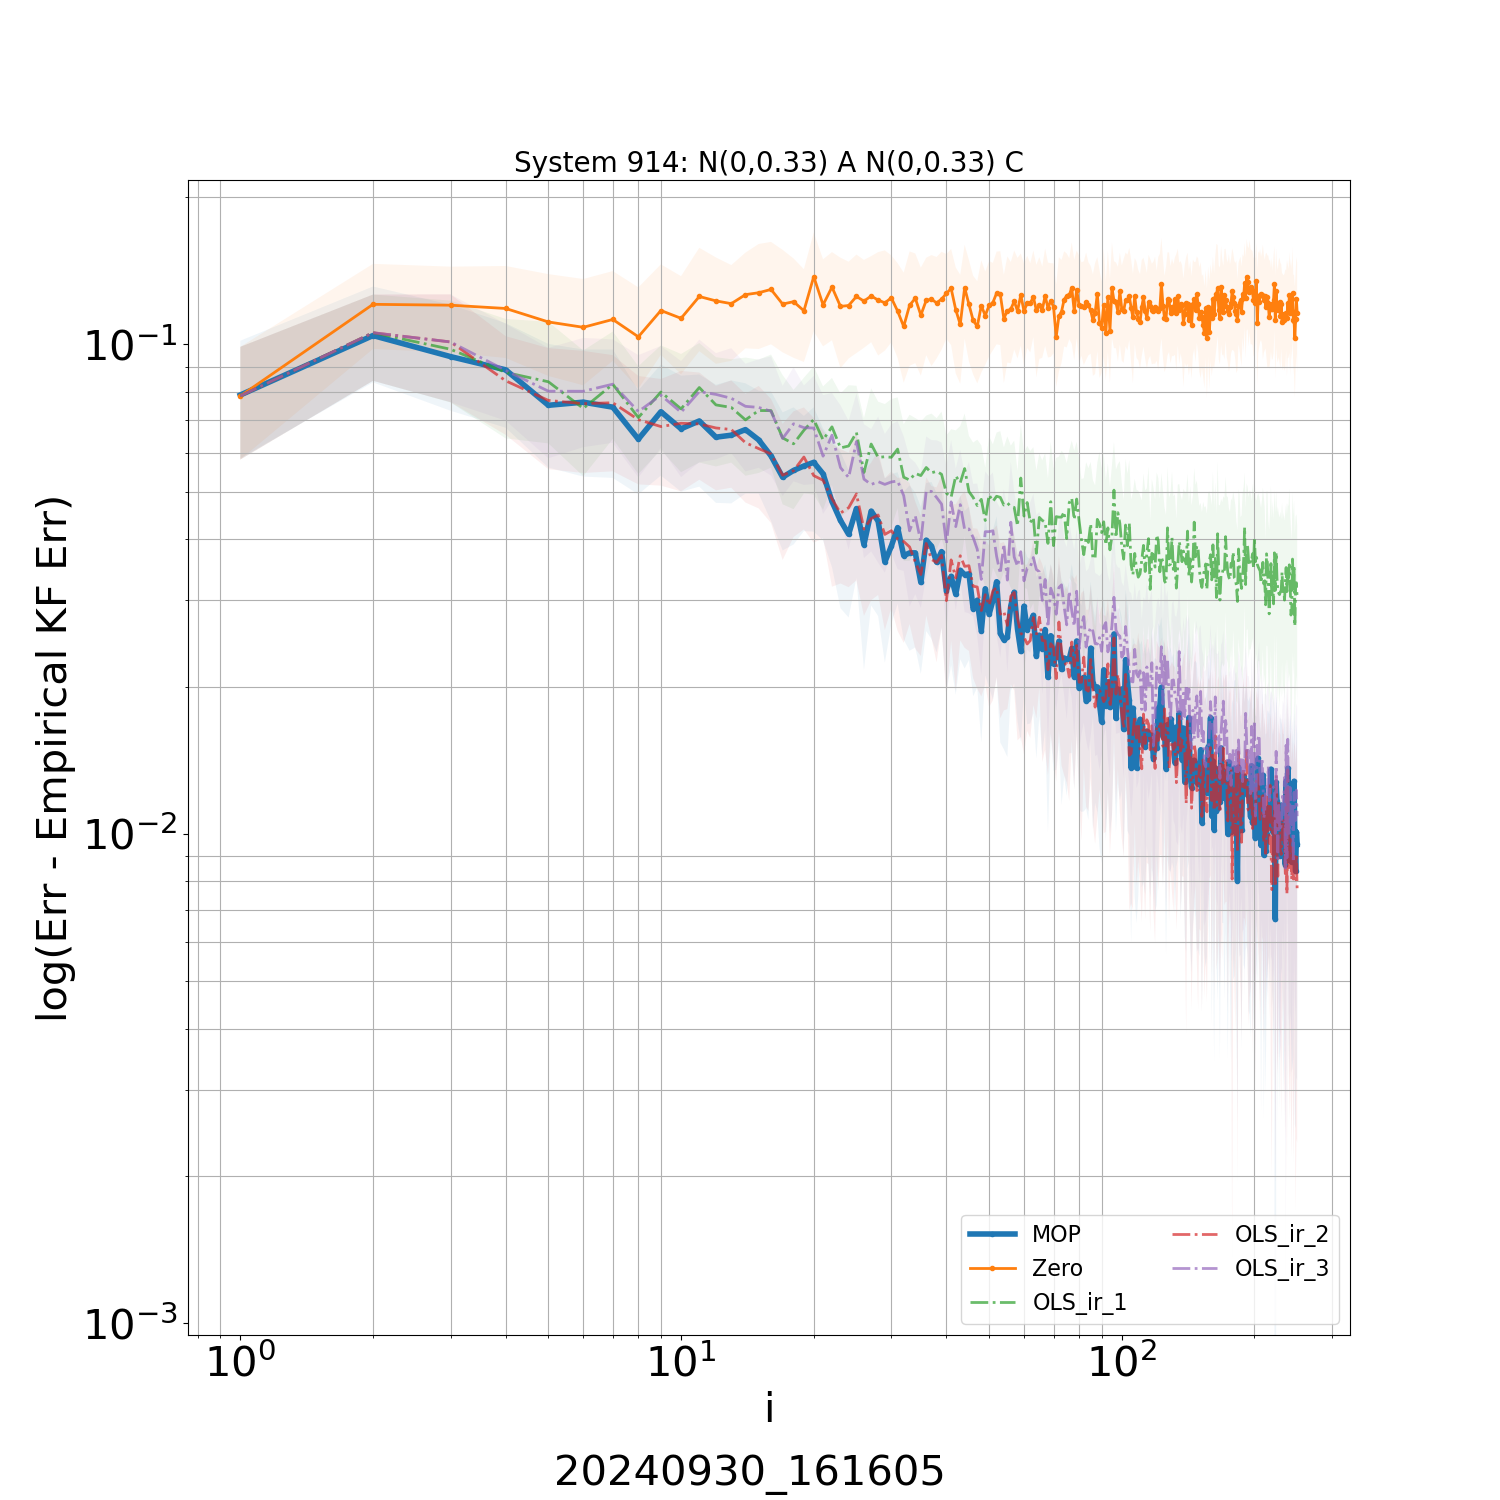 System 914: N(0,0.33) A N(0,0.33) C
log(Err - Empirical KF Err)
10^-1
10^-2
10^-3
MOP
Zero
OLS_ir_1
OLS_ir_2
OLS_ir_3
10^0
10^1
10^2
i
20240930_161605